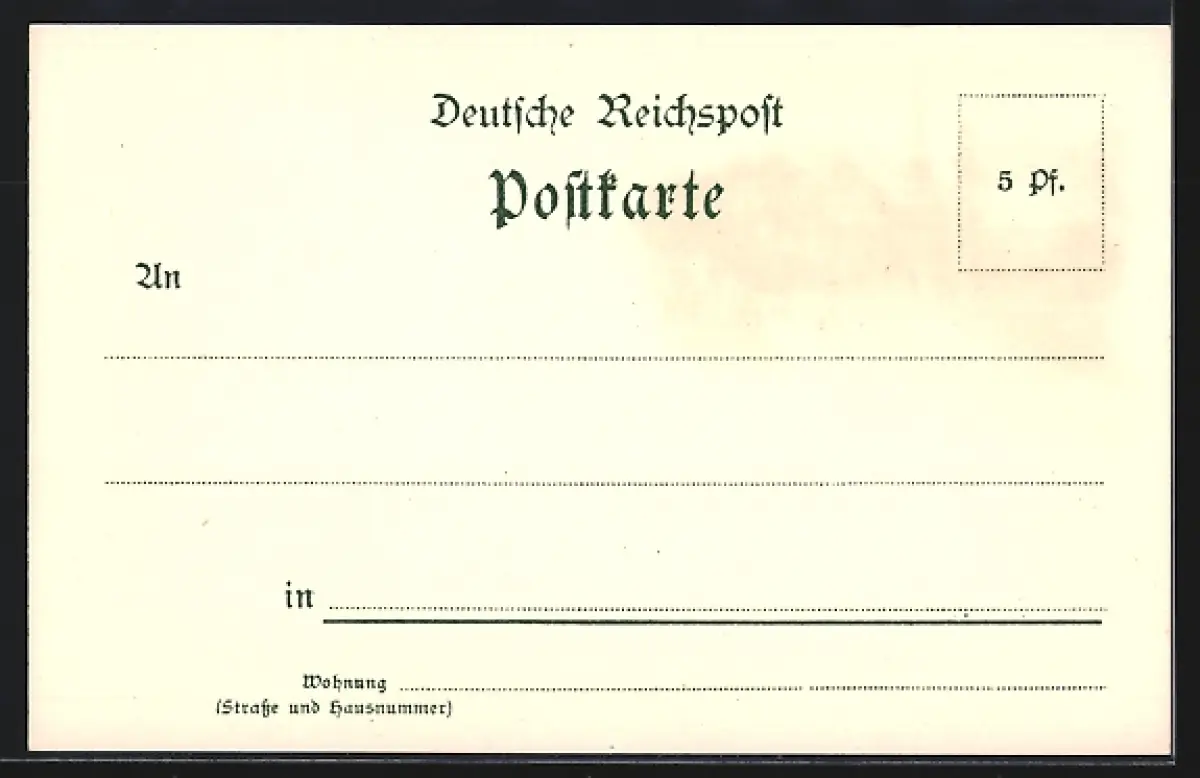 Deutsche Reichspost
Postkarte
5 Pf.
An
in
Wohnung
(Straße und Hausnummer)